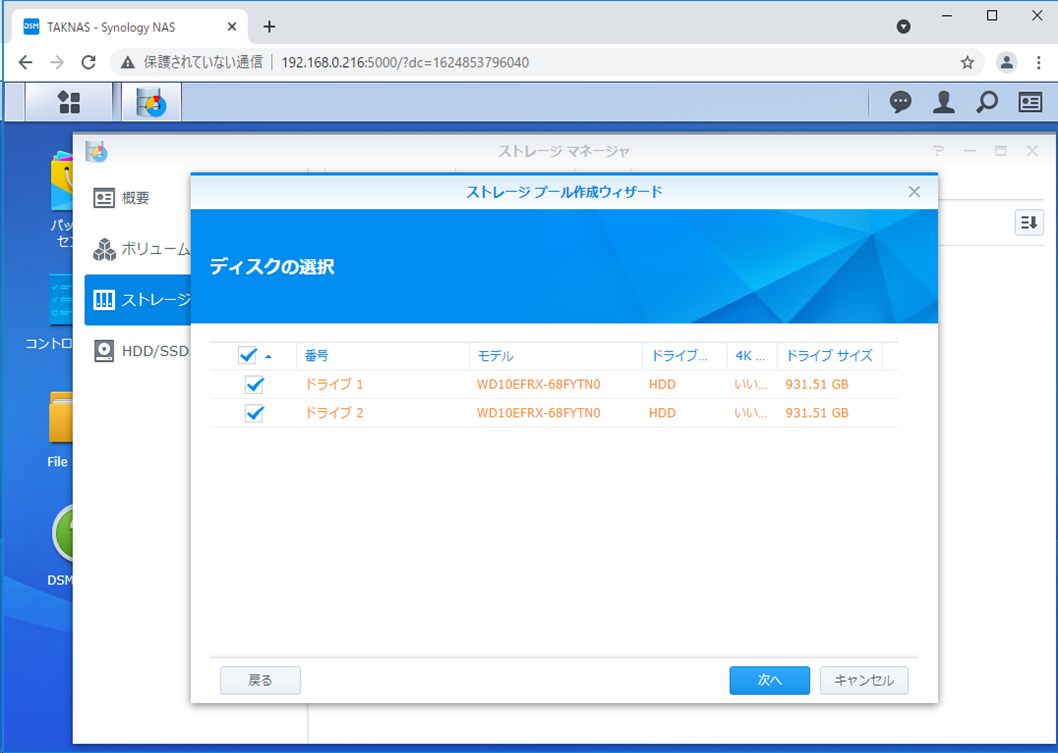 DSM TAKNAS - Synology NAS
保護されていない通信 192.168.0.216:5000/?dc=1624853796040
ストレージ マネージャ
概要
ボリューム
ストレージ
HDD/SSD
パッ
セン
コントロ
File
DSM
ストレージ プール作成ウィザード
ディスクの選択
番号 モデル ドライブ... 4K ... ドライブ サイズ
ドライブ 1 WD10EFRX-68FYTN0 HDD いい... 931.51 GB
ドライブ 2 WD10EFRX-68FYTN0 HDD いい... 931.51 GB
戻る 次へ キャンセル